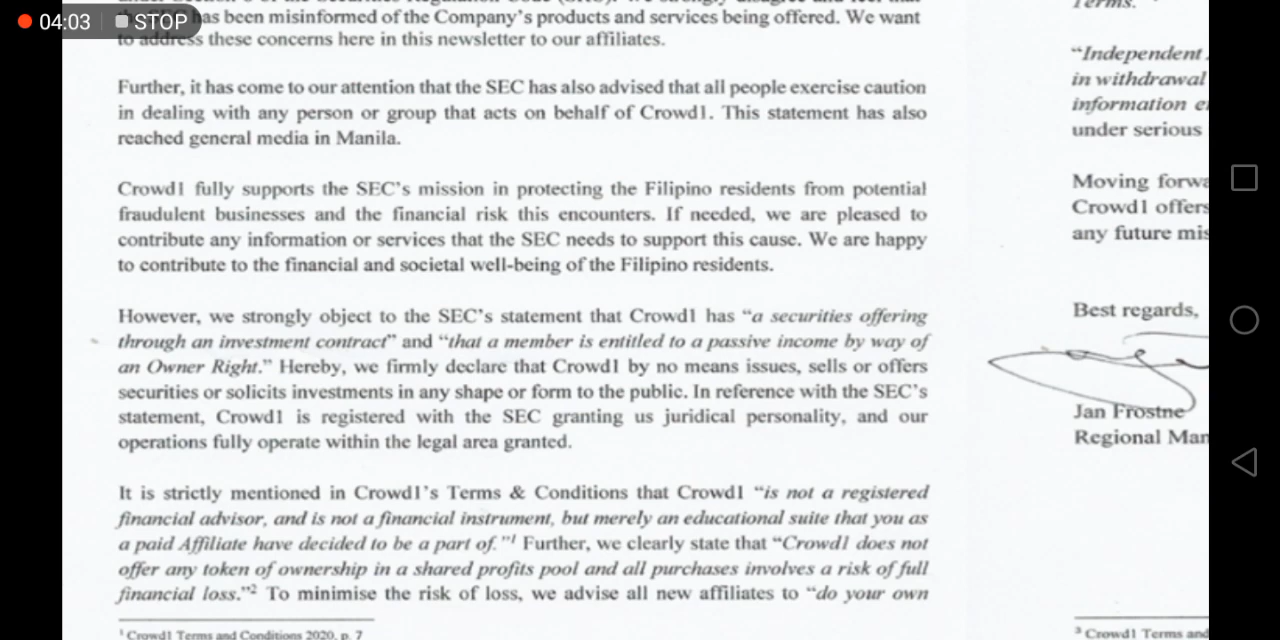 04:03 STOP
has been misinformed of the Company's products and services being offered. We want
to address these concerns here in this newsletter to our affiliates.
Further, it has come to our attention that the SEC has also advised that all people exercise caution
in dealing with any person or group that acts on behalf of Crowd1. This statement has also
reached general media in Manila.
Crowd1 fully supports the SEC's mission in protecting the Filipino residents from potential
fraudulent businesses and the financial risk this encounters. If needed, we are pleased to
contribute any information or services that the SEC needs to support this cause. We are happy
to contribute to the financial and societal well-being of the Filipino residents.
However, we strongly object to the SEC's statement that Crowd1 has "a securities offering
through an investment contract" and "that a member is entitled to a passive income by way of
an Owner Right." Hereby, we firmly declare that Crowd1 by no means issues, sells or offers
securities or solicits investments in any shape or form to the public. In reference with the SEC's
statement, Crowd1 is registered with the SEC granting us juridical personality, and our
operations fully operate within the legal area granted.
It is strictly mentioned in Crowd1's Terms & Conditions that Crowd1 "is not a registered
financial advisor, and is not a financial instrument, but merely an educational suite that you as
a paid Affiliate have decided to be a part of."1 Further, we clearly state that "Crowd1 does not
offer any token of ownership in a shared profits pool and all purchases involves a risk of full
financial loss."2 To minimise the risk of loss, we advise all new affiliates to "do your own
1 Crowd1 Terms and Conditions 2020, p. 7
Terms."
"Independent
in withdrawal
information
under serious
Moving
Crowd1 offers
any future
Best regards,
Jan Frostne
Regional
3 Crowd1 Terms and